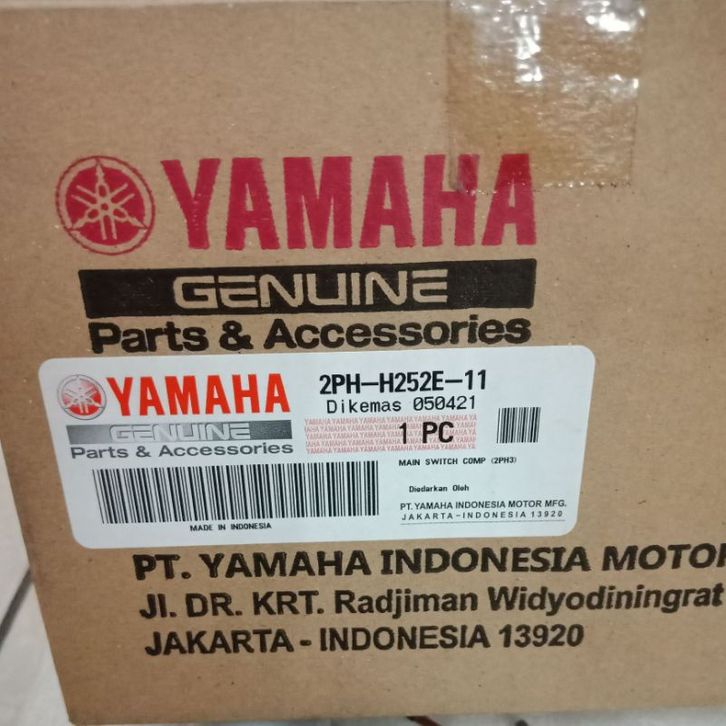 YAMAHA
GENUINE
Parts & Accessories
YAMAHA
GENUINE
Parts & Accessories
MADE IN INDONESIA
2PH-H252E-11
Dikemas 050421
1 PC
MAIN SWITCH COMP (2PH3)
Diedarkan Oleh
PT. YAMAHA INDONESIA MOTOR MFG.
JAKARTA-INDONESIA 13920
PT. YAMAHA INDONESIA MOTOR
Jl. DR. KRT. Radjiman Widyodiningrat
JAKARTA - INDONESIA 13920